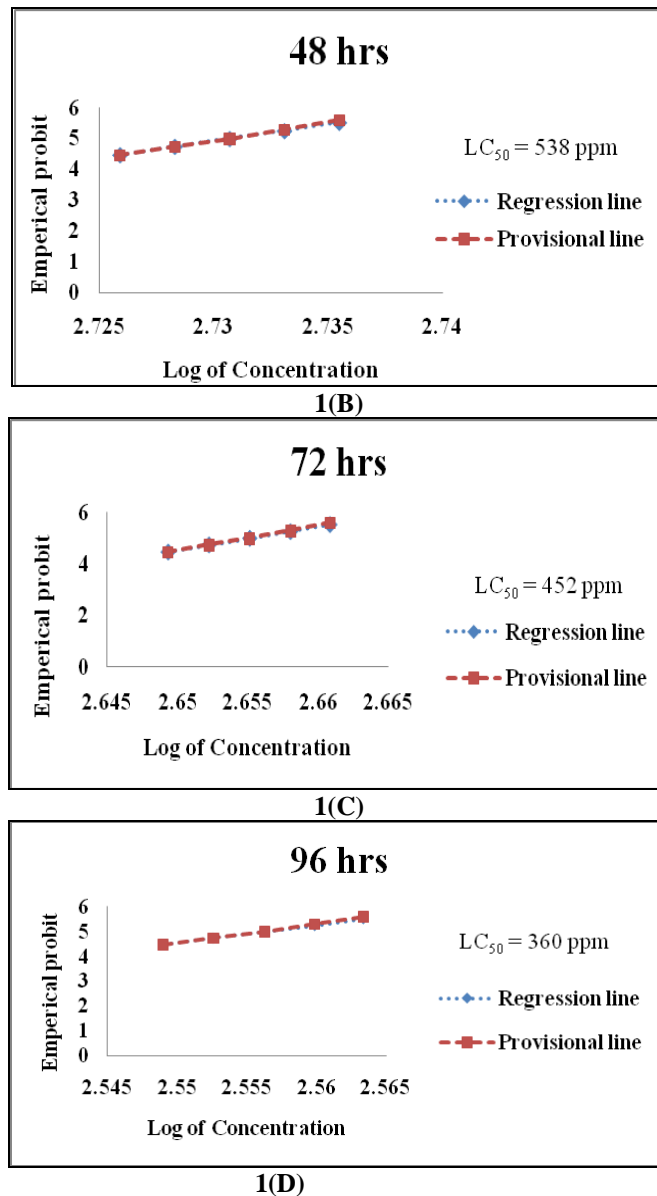 48 hrs
6
5
4
3
2
1
0
Emperical probit
2.725 2.73 2.735 2.74
Log of Concentration
LC₅₀ = 538 ppm
Regression line
Provisional line
1(B)
72 hrs
6
4
2
0
Emperical probit
2.645 2.65 2.655 2.66 2.665
Log of Concentration
LC₅₀ = 452 ppm
Regression line
Provisional line
1(C)
96 hrs
6
5
4
3
2
1
0
Emperical probit
2.545 2.55 2.555 2.56 2.565
Log of Concentration
LC₅₀ = 360 ppm
Regression line
Provisional line
1(D)